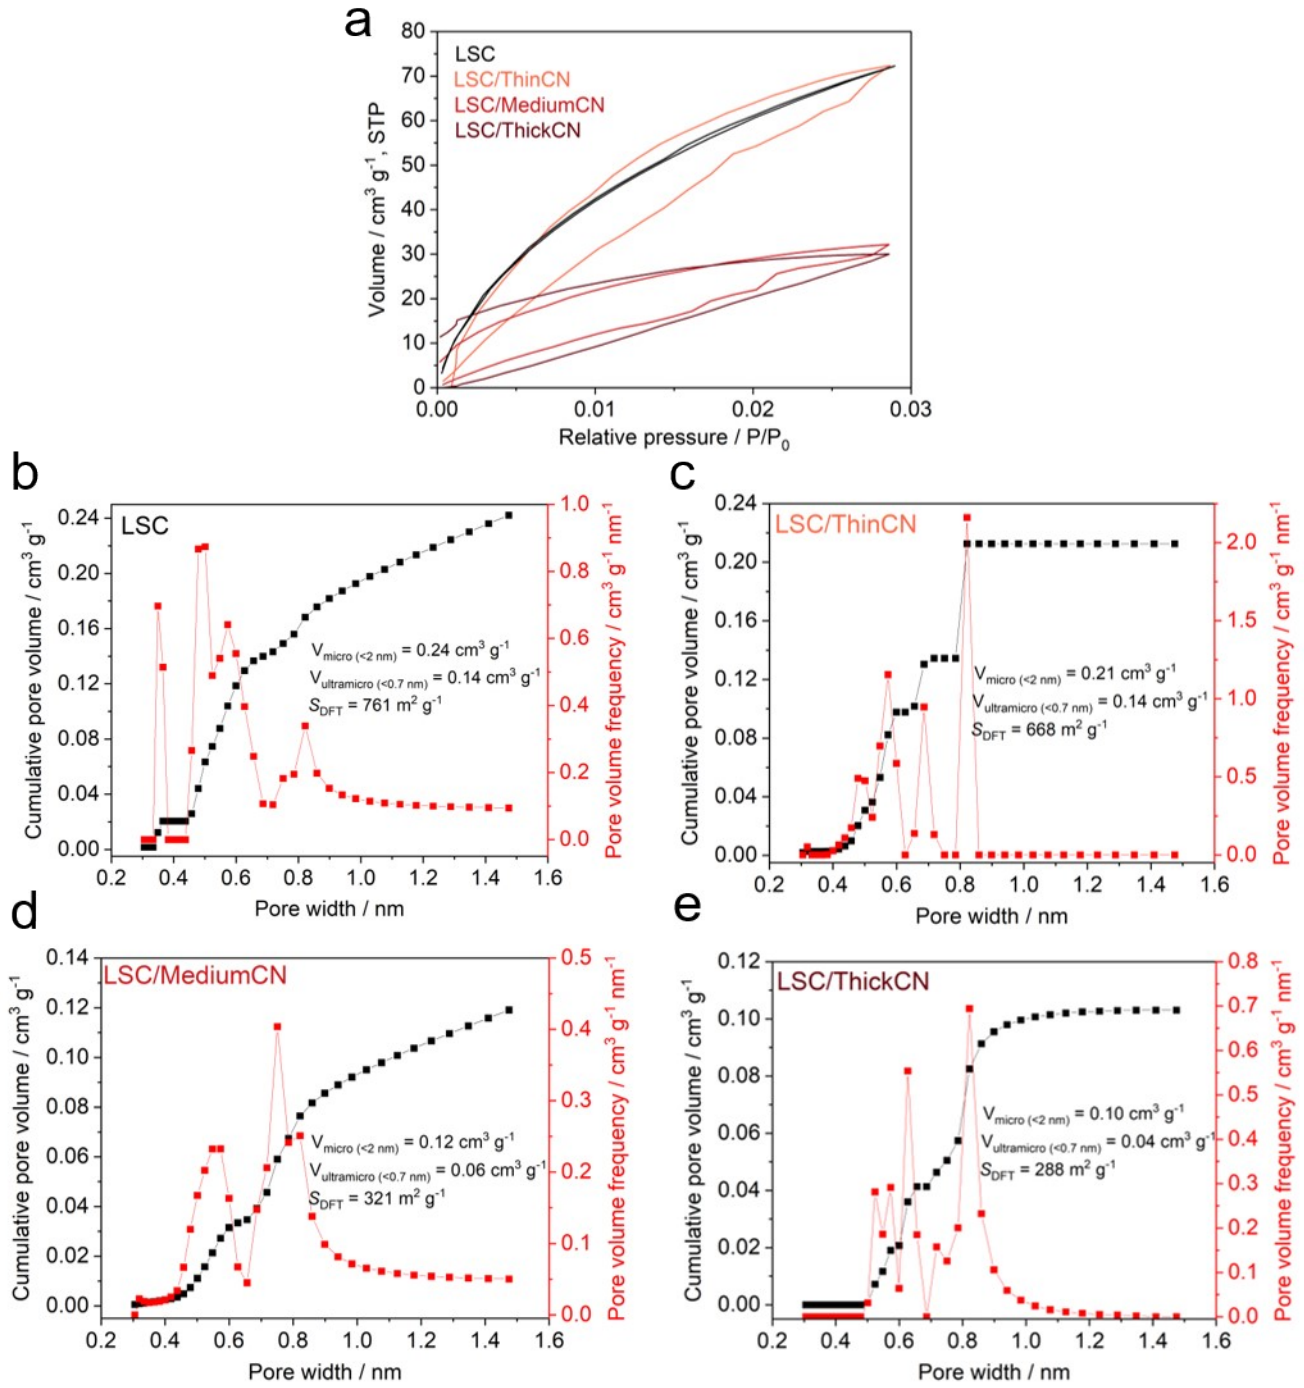 a
80
70
60
50
40
30
20
10
0
Volume / cm³ g⁻¹, STP
LSC
LSC/ThinCN
LSC/MediumCN
LSC/ThickCN
0.00 0.01 0.02 0.03
Relative pressure / P/P₀
b
0.24
0.20
0.16
0.12
0.08
0.04
0.00
Cumulative pore volume / cm³ g⁻¹
LSC
V micro (<2 nm) = 0.24 cm³ g⁻¹
V ultramicro (<0.7 nm) = 0.14 cm³ g⁻¹
S DFT = 761 m² g⁻¹
1.0
0.8
0.6
0.4
0.2
0.0
Pore volume frequency / cm³ g⁻¹ nm⁻¹
0.2 0.4 0.6 0.8 1.0 1.2 1.4 1.6
Pore width / nm
c
0.24
0.20
0.16
0.12
0.08
0.04
0.00
Cumulative pore volume / cm³ g⁻¹
LSC/ThinCN
V micro (<2 nm) = 0.21 cm³ g⁻¹
V ultramicro (<0.7 nm) = 0.14 cm³ g⁻¹
S DFT = 668 m² g⁻¹
2.0
1.5
1.0
0.5
0.0
Pore volume frequency / cm³ g⁻¹ nm⁻¹
0.2 0.4 0.6 0.8 1.0 1.2 1.4 1.6
Pore width / nm
d
0.14
0.12
0.10
0.08
0.06
0.04
0.02
0.00
Cumulative pore volume / cm³ g⁻¹
LSC/MediumCN
V micro (<2 nm) = 0.12 cm³ g⁻¹
V ultramicro (<0.7 nm) = 0.06 cm³ g⁻¹
S DFT = 321 m² g⁻¹
0.5
0.4
0.3
0.2
0.1
0.0
Pore volume frequency / cm³ g⁻¹ nm⁻¹
0.2 0.4 0.6 0.8 1.0 1.2 1.4 1.6
Pore width / nm
e
0.12
0.10
0.08
0.06
0.04
0.02
0.00
Cumulative pore volume / cm³ g⁻¹
LSC/ThickCN
V micro (<2 nm) = 0.10 cm³ g⁻¹
V ultramicro (<0.7 nm) = 0.04 cm³ g⁻¹
S DFT = 288 m² g⁻¹
0.8
0.7
0.6
0.5
0.4
0.3
0.2
0.1
0.0
Pore volume frequency / cm³ g⁻¹ nm⁻¹
0.2 0.4 0.6 0.8 1.0 1.2 1.4 1.6
Pore width / nm